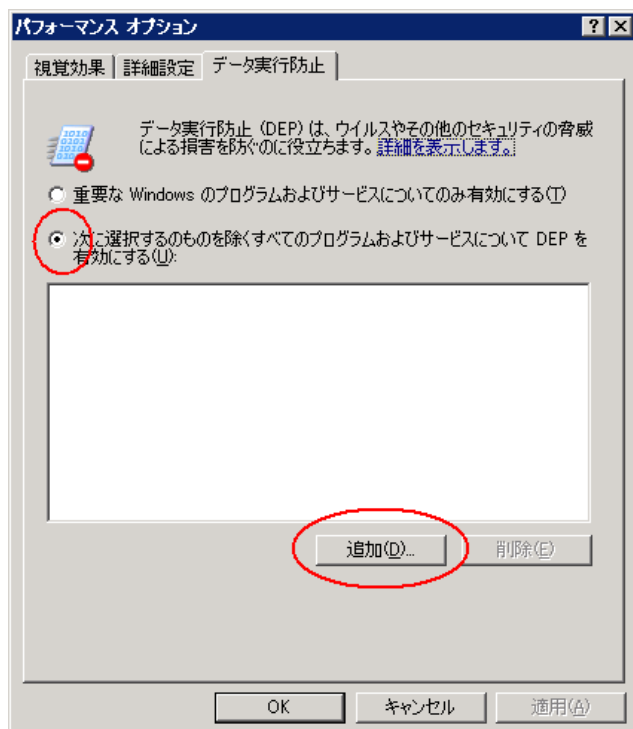 パフォーマンス オプション
視覚効果 詳細設定 データ実行防止
データ実行防止 (DEP) は、ウイルスやその他のセキュリティの脅威
による損害を防ぐのに役立ちます。詳細を表示します。
重要な Windows のプログラムおよびサービスについてのみ有効にする(T)
次に選択するのものを除くすべてのプログラムおよびサービスについて DEP を
有効にする(U):
追加(D)... 削除(E)
OK キャンセル 適用(A)